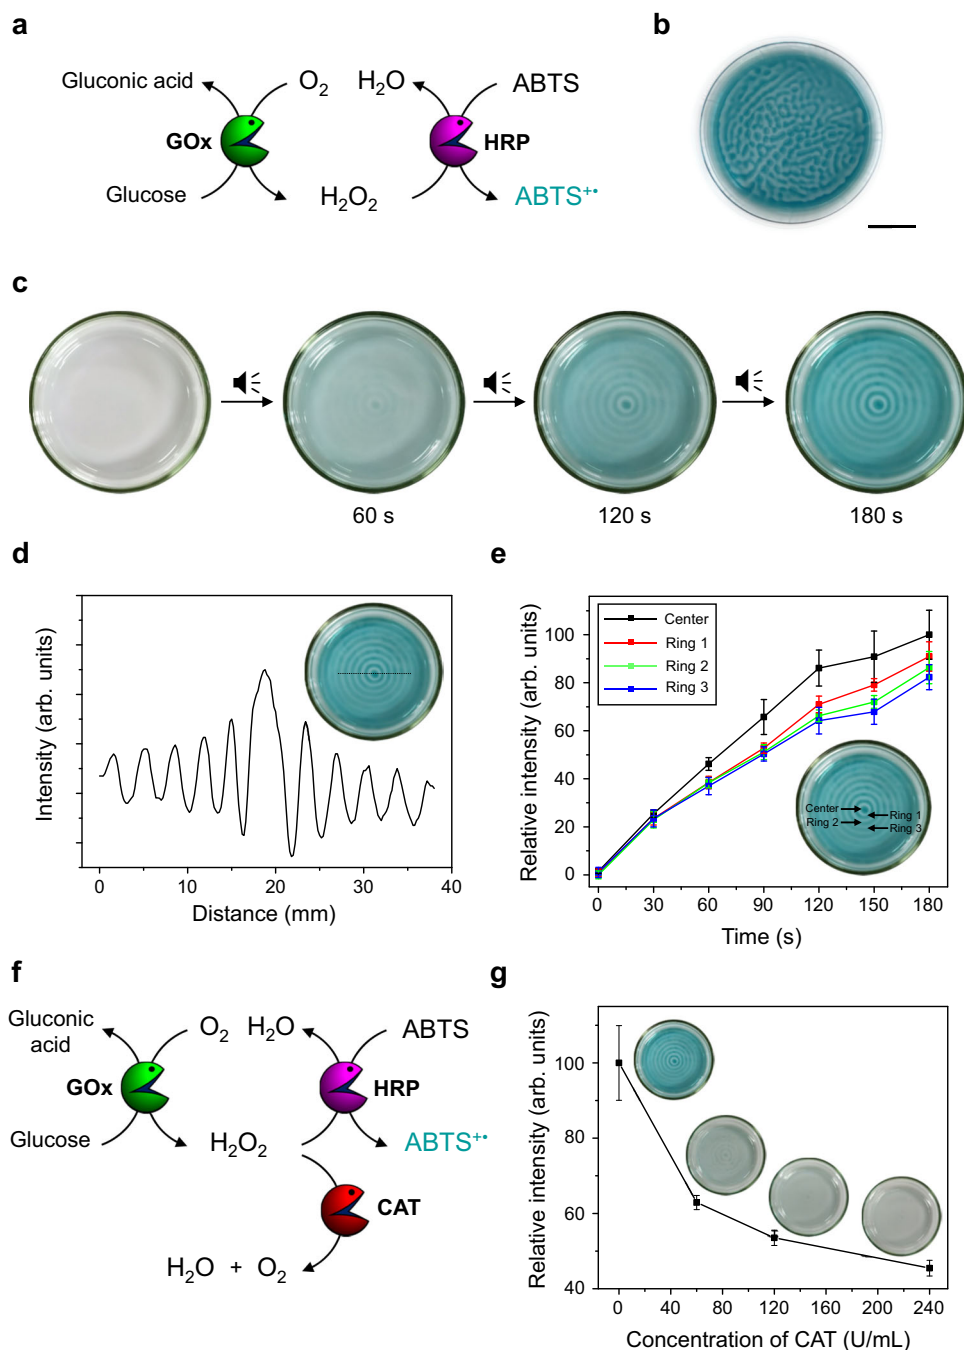 a
Gluconic acid
O₂
H₂O
ABTS
GOx
HRP
Glucose
H₂O₂
ABTS⁺•
b
c
60 s
120 s
180 s
d
Intensity (arb. units)
0
10
20
30
40
Distance (mm)
e
Relative intensity (arb. units)
100
80
60
40
20
0
Center
Ring 1
Ring 2
Ring 3
Center
Ring 1
Ring 2
Ring 3
0
30
60
90
120
150
180
Time (s)
f
Gluconic
acid
O₂
H₂O
ABTS
GOx
HRP
Glucose
H₂O₂
ABTS⁺•
CAT
H₂O + O₂
g
Relative intensity (arb. units)
100
80
60
40
0
40
80
120
160
200
240
Concentration of CAT (U/mL)